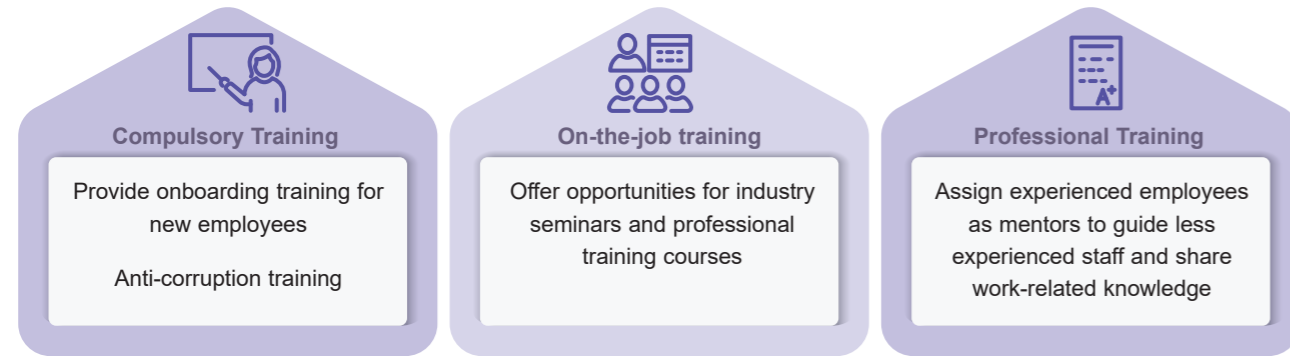 A+
Compulsory Training
Provide onboarding training for
new employees
Anti-corruption training
On-the-job training
Offer opportunities for industry
seminars and professional
training courses
Professional Training
Assign experienced employees
as mentors to guide less
experienced staff and share
work-related knowledge